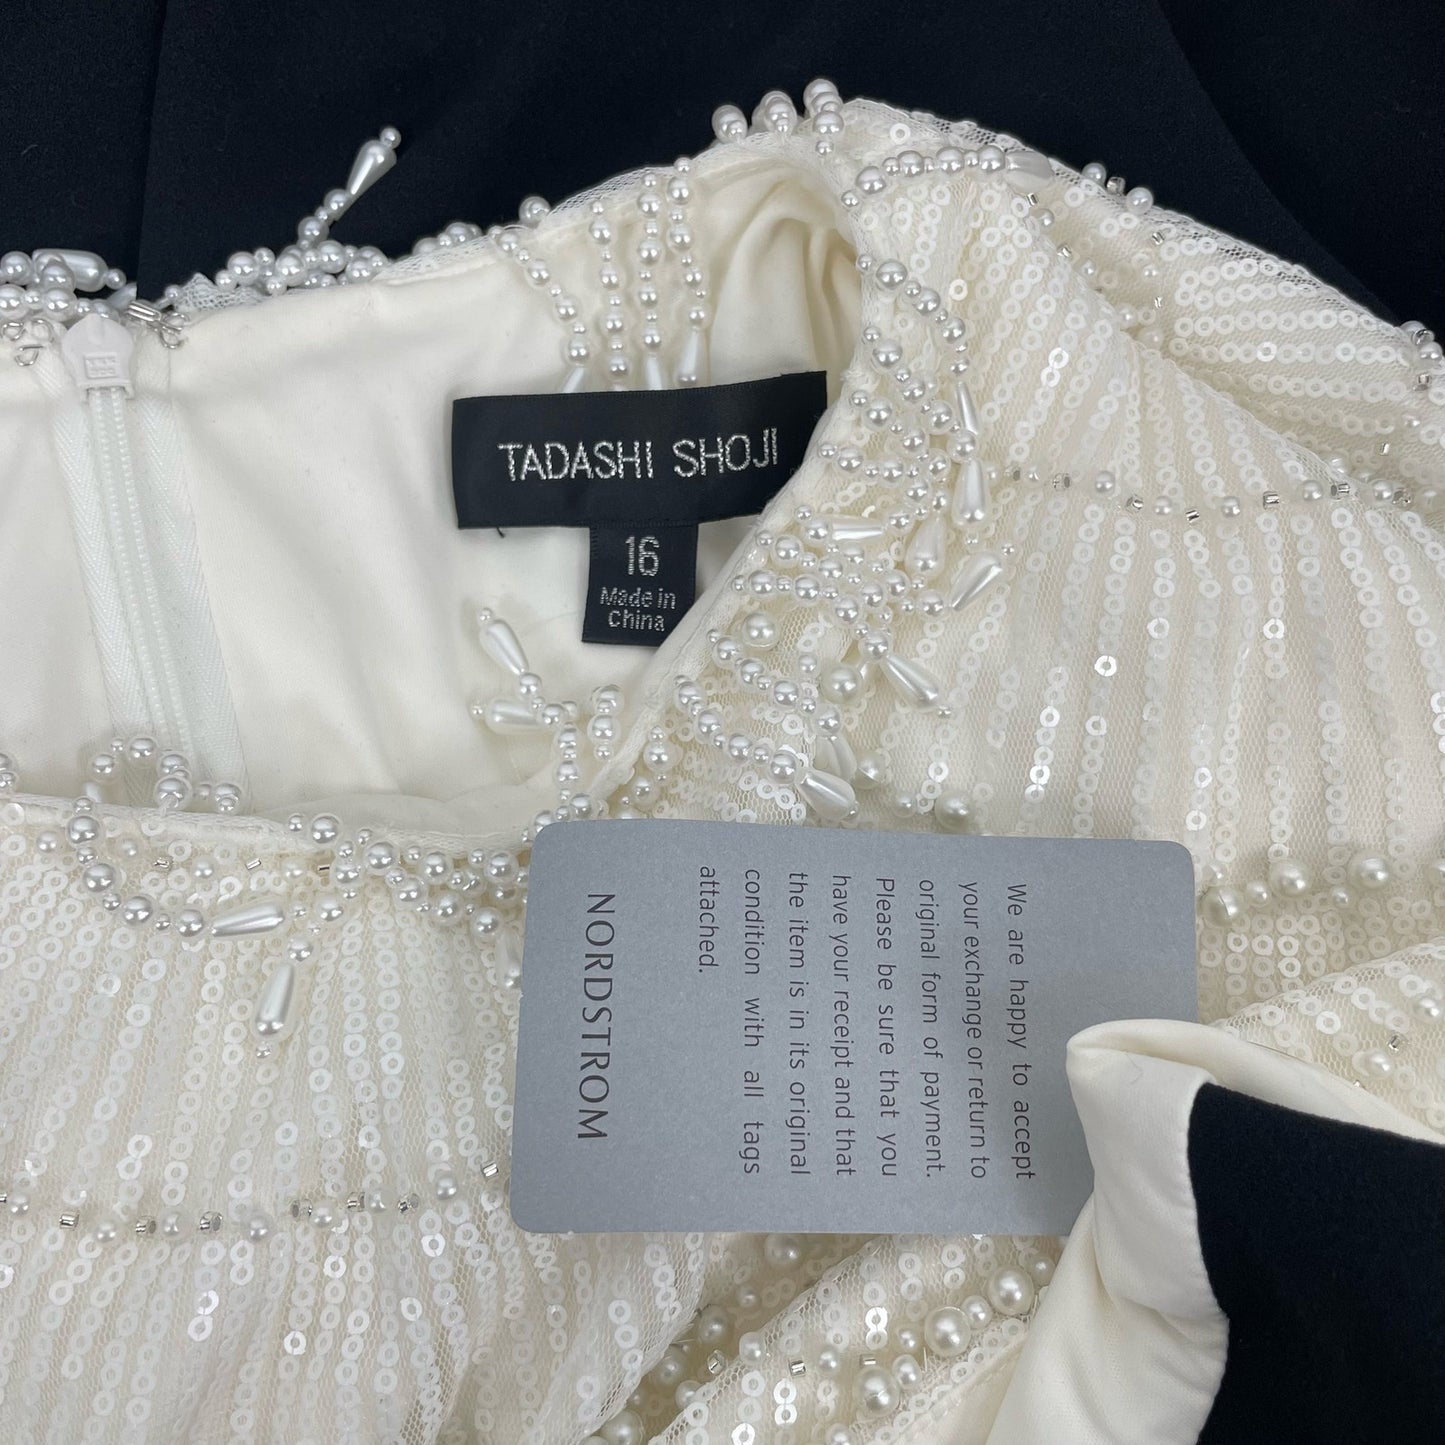 TADASHI SHOJI
16
Made in
China
We are happy to accept
your exchange or return to
original form of payment.
Please be sure that you
have your receipt and that
the item is in its original
condition with all tags
attached.
NORDSTROM